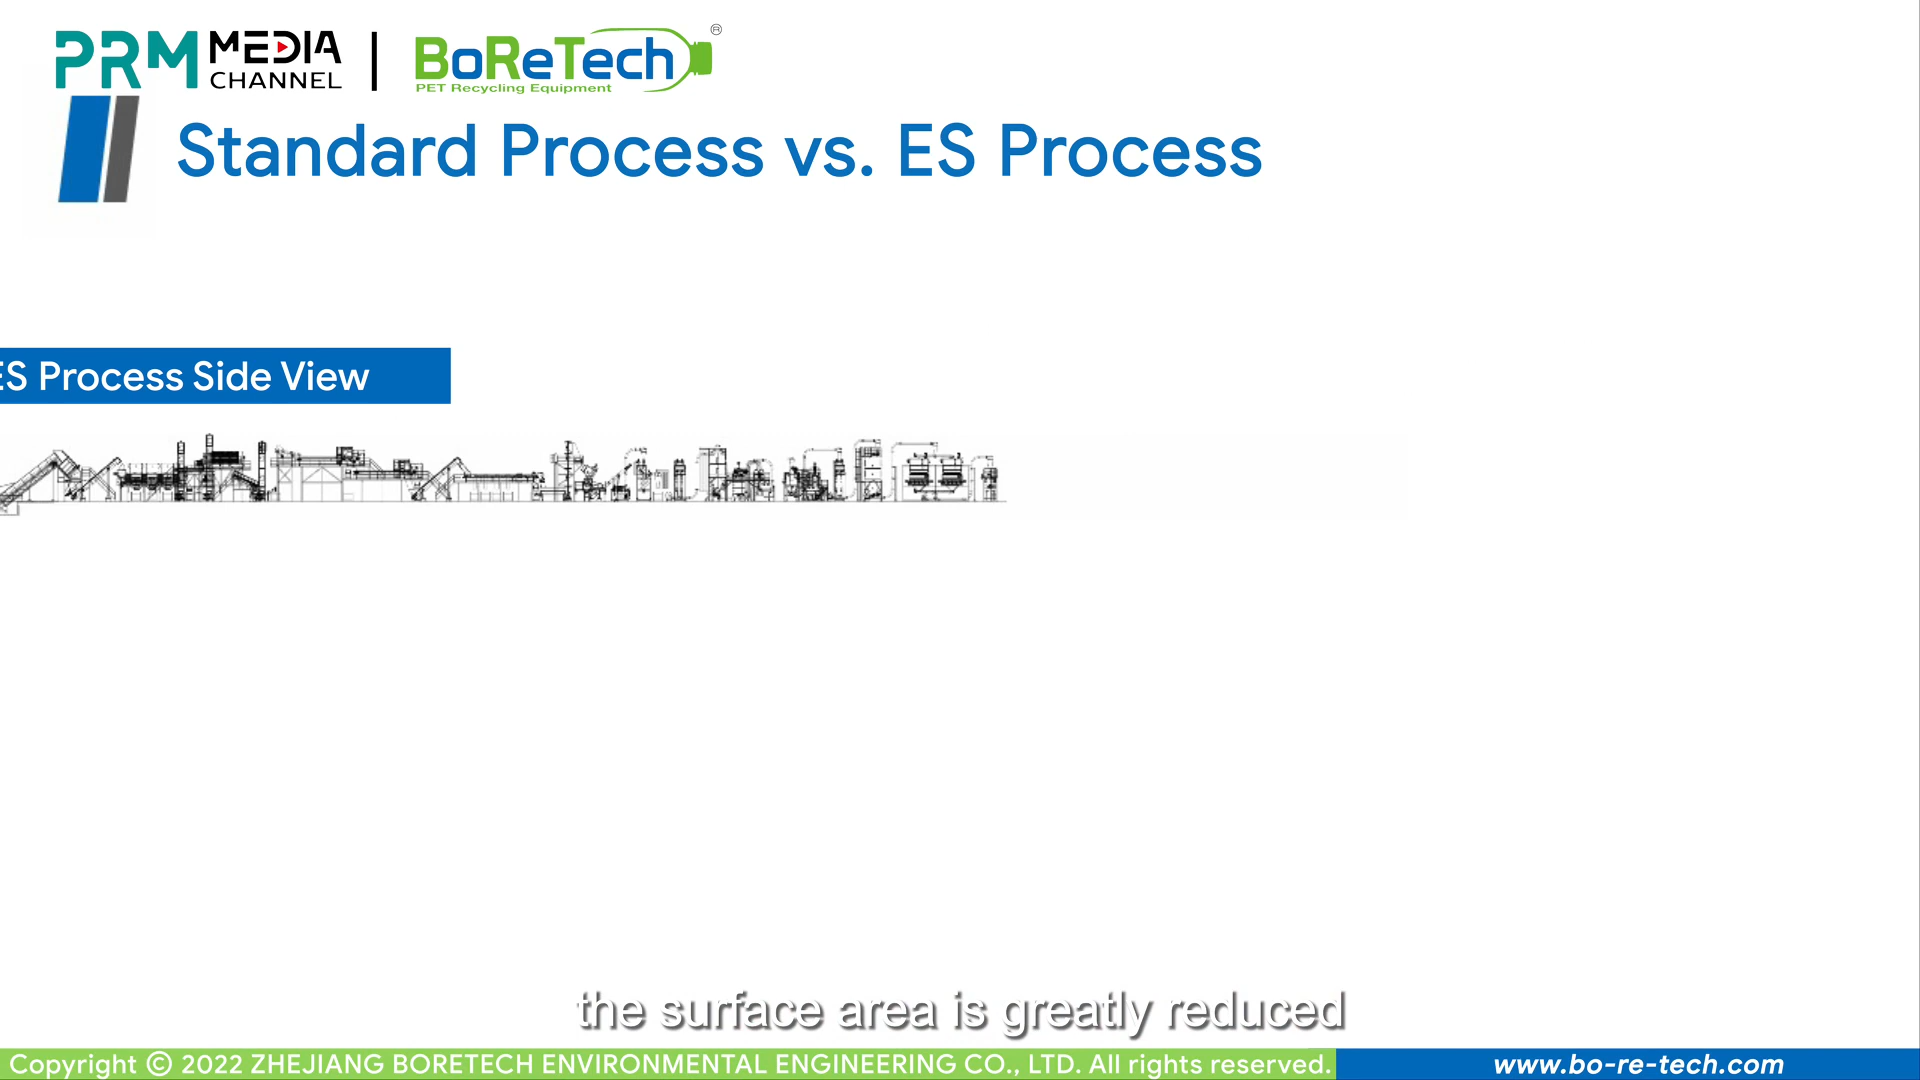 PRM MEDIA CHANNEL | BoReTech ®
PET Recycling Equipment
Standard Process vs. ES Process
ES Process Side View
the surface area is greatly reduced
Copyright © 2022 ZHEJIANG BORETECH ENVIRONMENTAL ENGINEERING CO., LTD. All rights reserved.
www.bo-re-tech.com